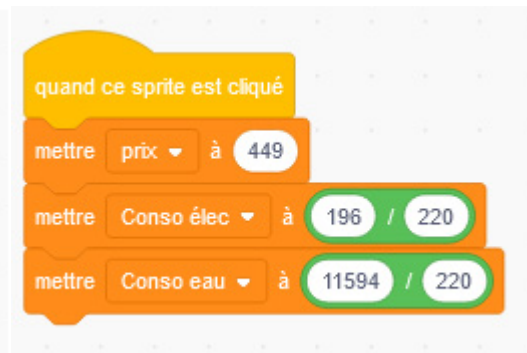 quand ce sprite est cliqué
mettre prix à 449
mettre Conso élec à 196 / 220
mettre Conso eau à 11594 / 220